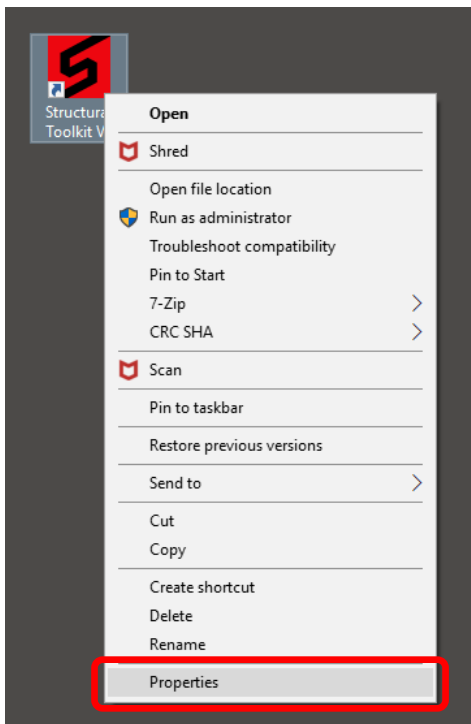 Structura
Toolkit V
Open
Shred
Open file location
Run as administrator
Troubleshoot compatibility
Pin to Start
7-Zip
CRC SHA
Scan
Pin to taskbar
Restore previous versions
Send to
Cut
Copy
Create shortcut
Delete
Rename
Properties